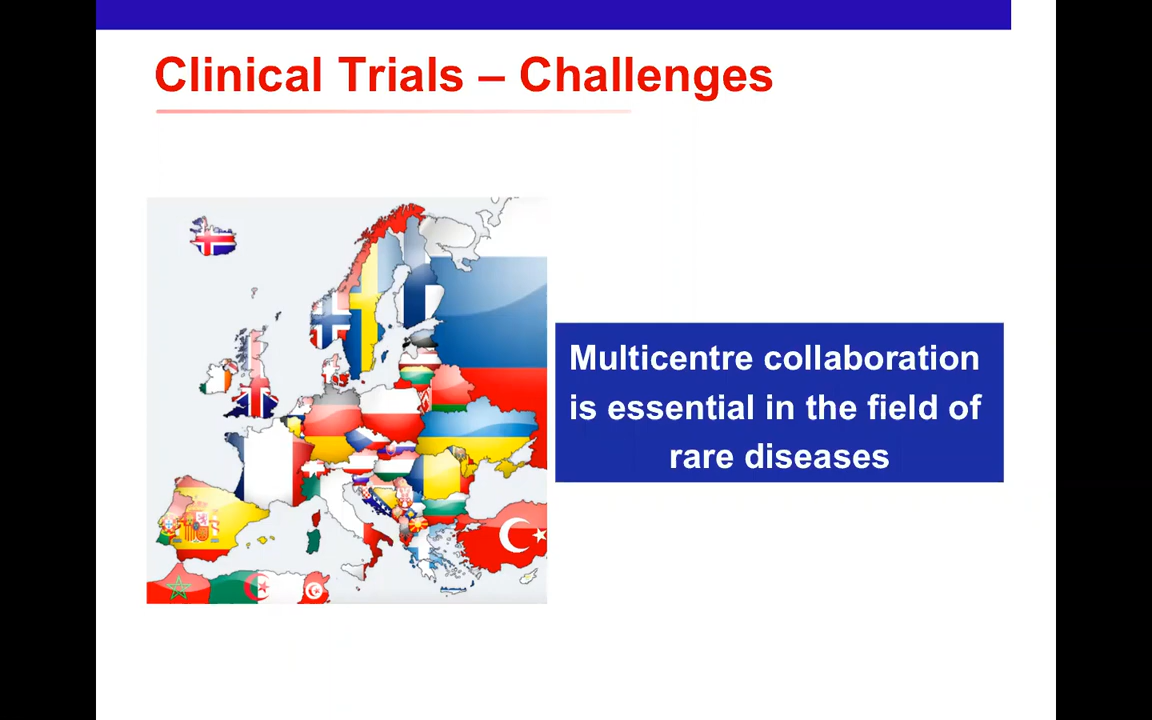 Clinical Trials – Challenges
Multicentre collaboration
is essential in the field of
rare diseases